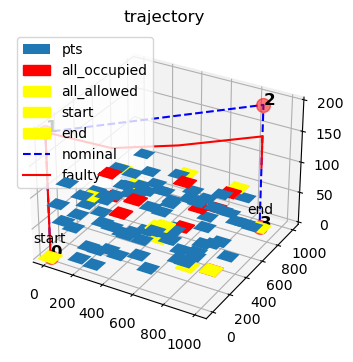 trajectory
pts
all_occupied
all_allowed
start
end
nominal
faulty
1
2
start
0
end
3
0
200
400
600
800
1000
0
200
400
600
800
1000
0
50
100
150
200